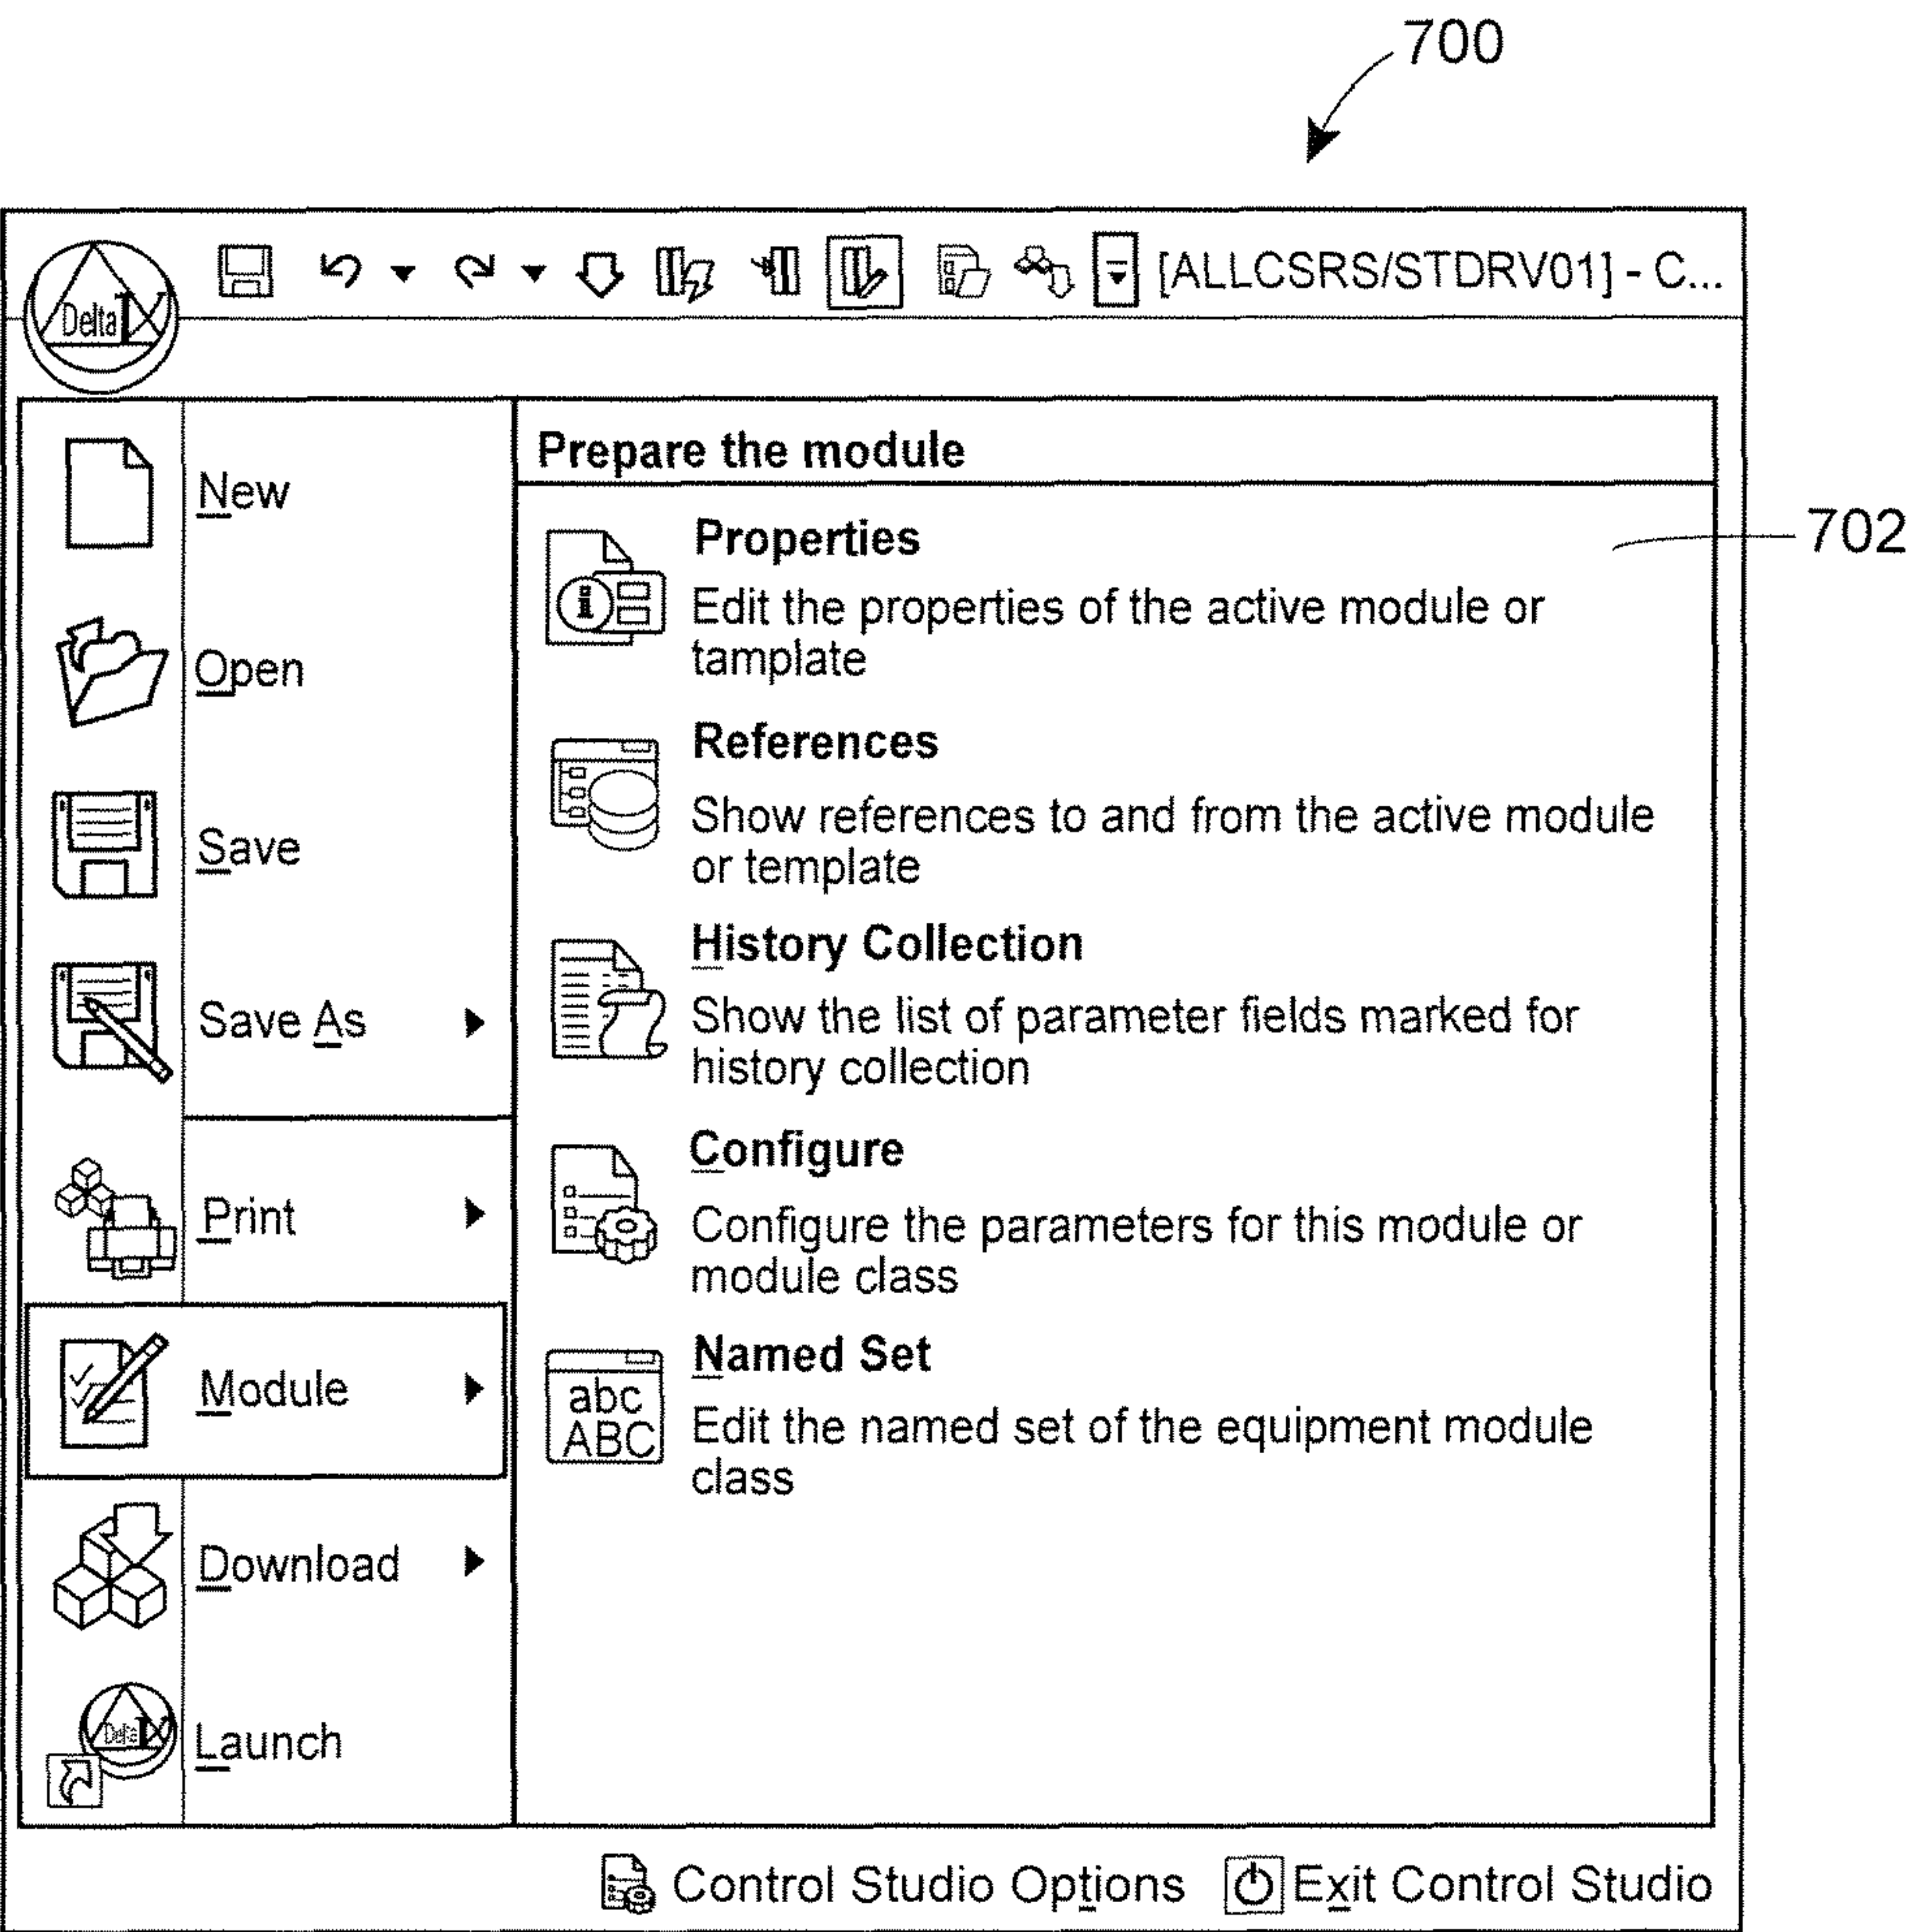 700
DeltaV
[ALLCSRS/STDRV01] - C...
New
Open
Save
Save As
Print
Module
Download
DeltaV
Launch
Prepare the module
702
Properties
Edit the properties of the active module or
tamplate
References
Show references to and from the active module
or template
History Collection
Show the list of parameter fields marked for
history collection
Configure
Configure the parameters for this module or
module class
abc
ABC
Named Set
Edit the named set of the equipment module
class
Control Studio Options
Exit Control Studio